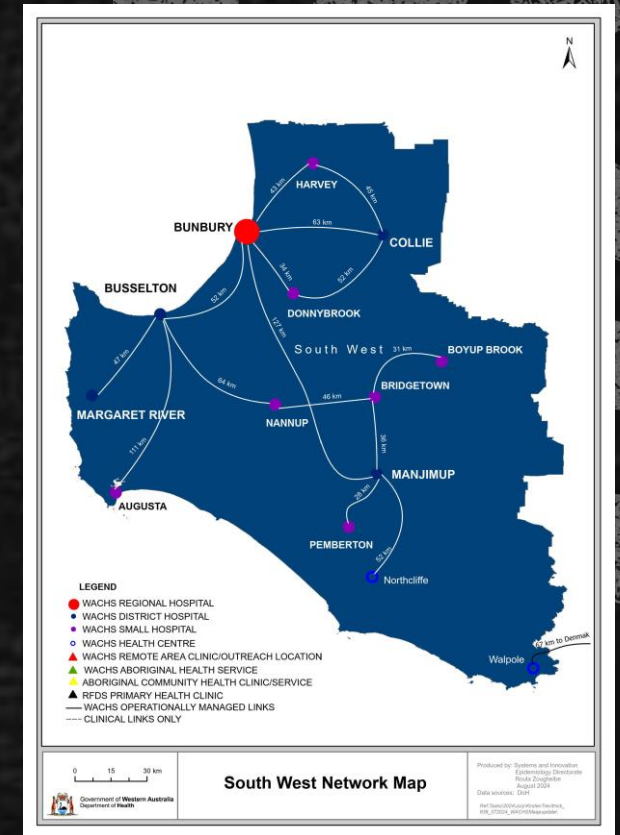 N
HARVEY
43 km
45 km
BUNBURY
63 km
COLLIE
34 km
52 km
BUSSELTON
52 km
DONNYBROOK
127 km
South West
31 km
BOYUP BROOK
47 km
64 km
BRIDGETOWN
46 km
MARGARET RIVER
NANNUP
111 km
36 km
MANJIMUP
AUGUSTA
28 km
PEMBERTON
52 km
Northcliffe
LEGEND
WACHS REGIONAL HOSPITAL
WACHS DISTRICT HOSPITAL
WACHS SMALL HOSPITAL
WACHS HEALTH CENTRE
WACHS REMOTE AREA CLINIC/OUTREACH LOCATION
WACHS ABORIGINAL HEALTH SERVICE
ABORIGINAL COMMUNITY HEALTH CLINIC/SERVICE
RFDS PRIMARY HEALTH CLINIC
WACHS OPERATIONALLY MANAGED LINKS
CLINICAL LINKS ONLY
km to Denmak
Walpole
0 15 30 km
Government of Western Australia
Department of Health
South West Network Map
Produced by: Systems and Innovation
Epidemiology Directorate
Roula Zougheibe
August 2024
Data sources: DoH